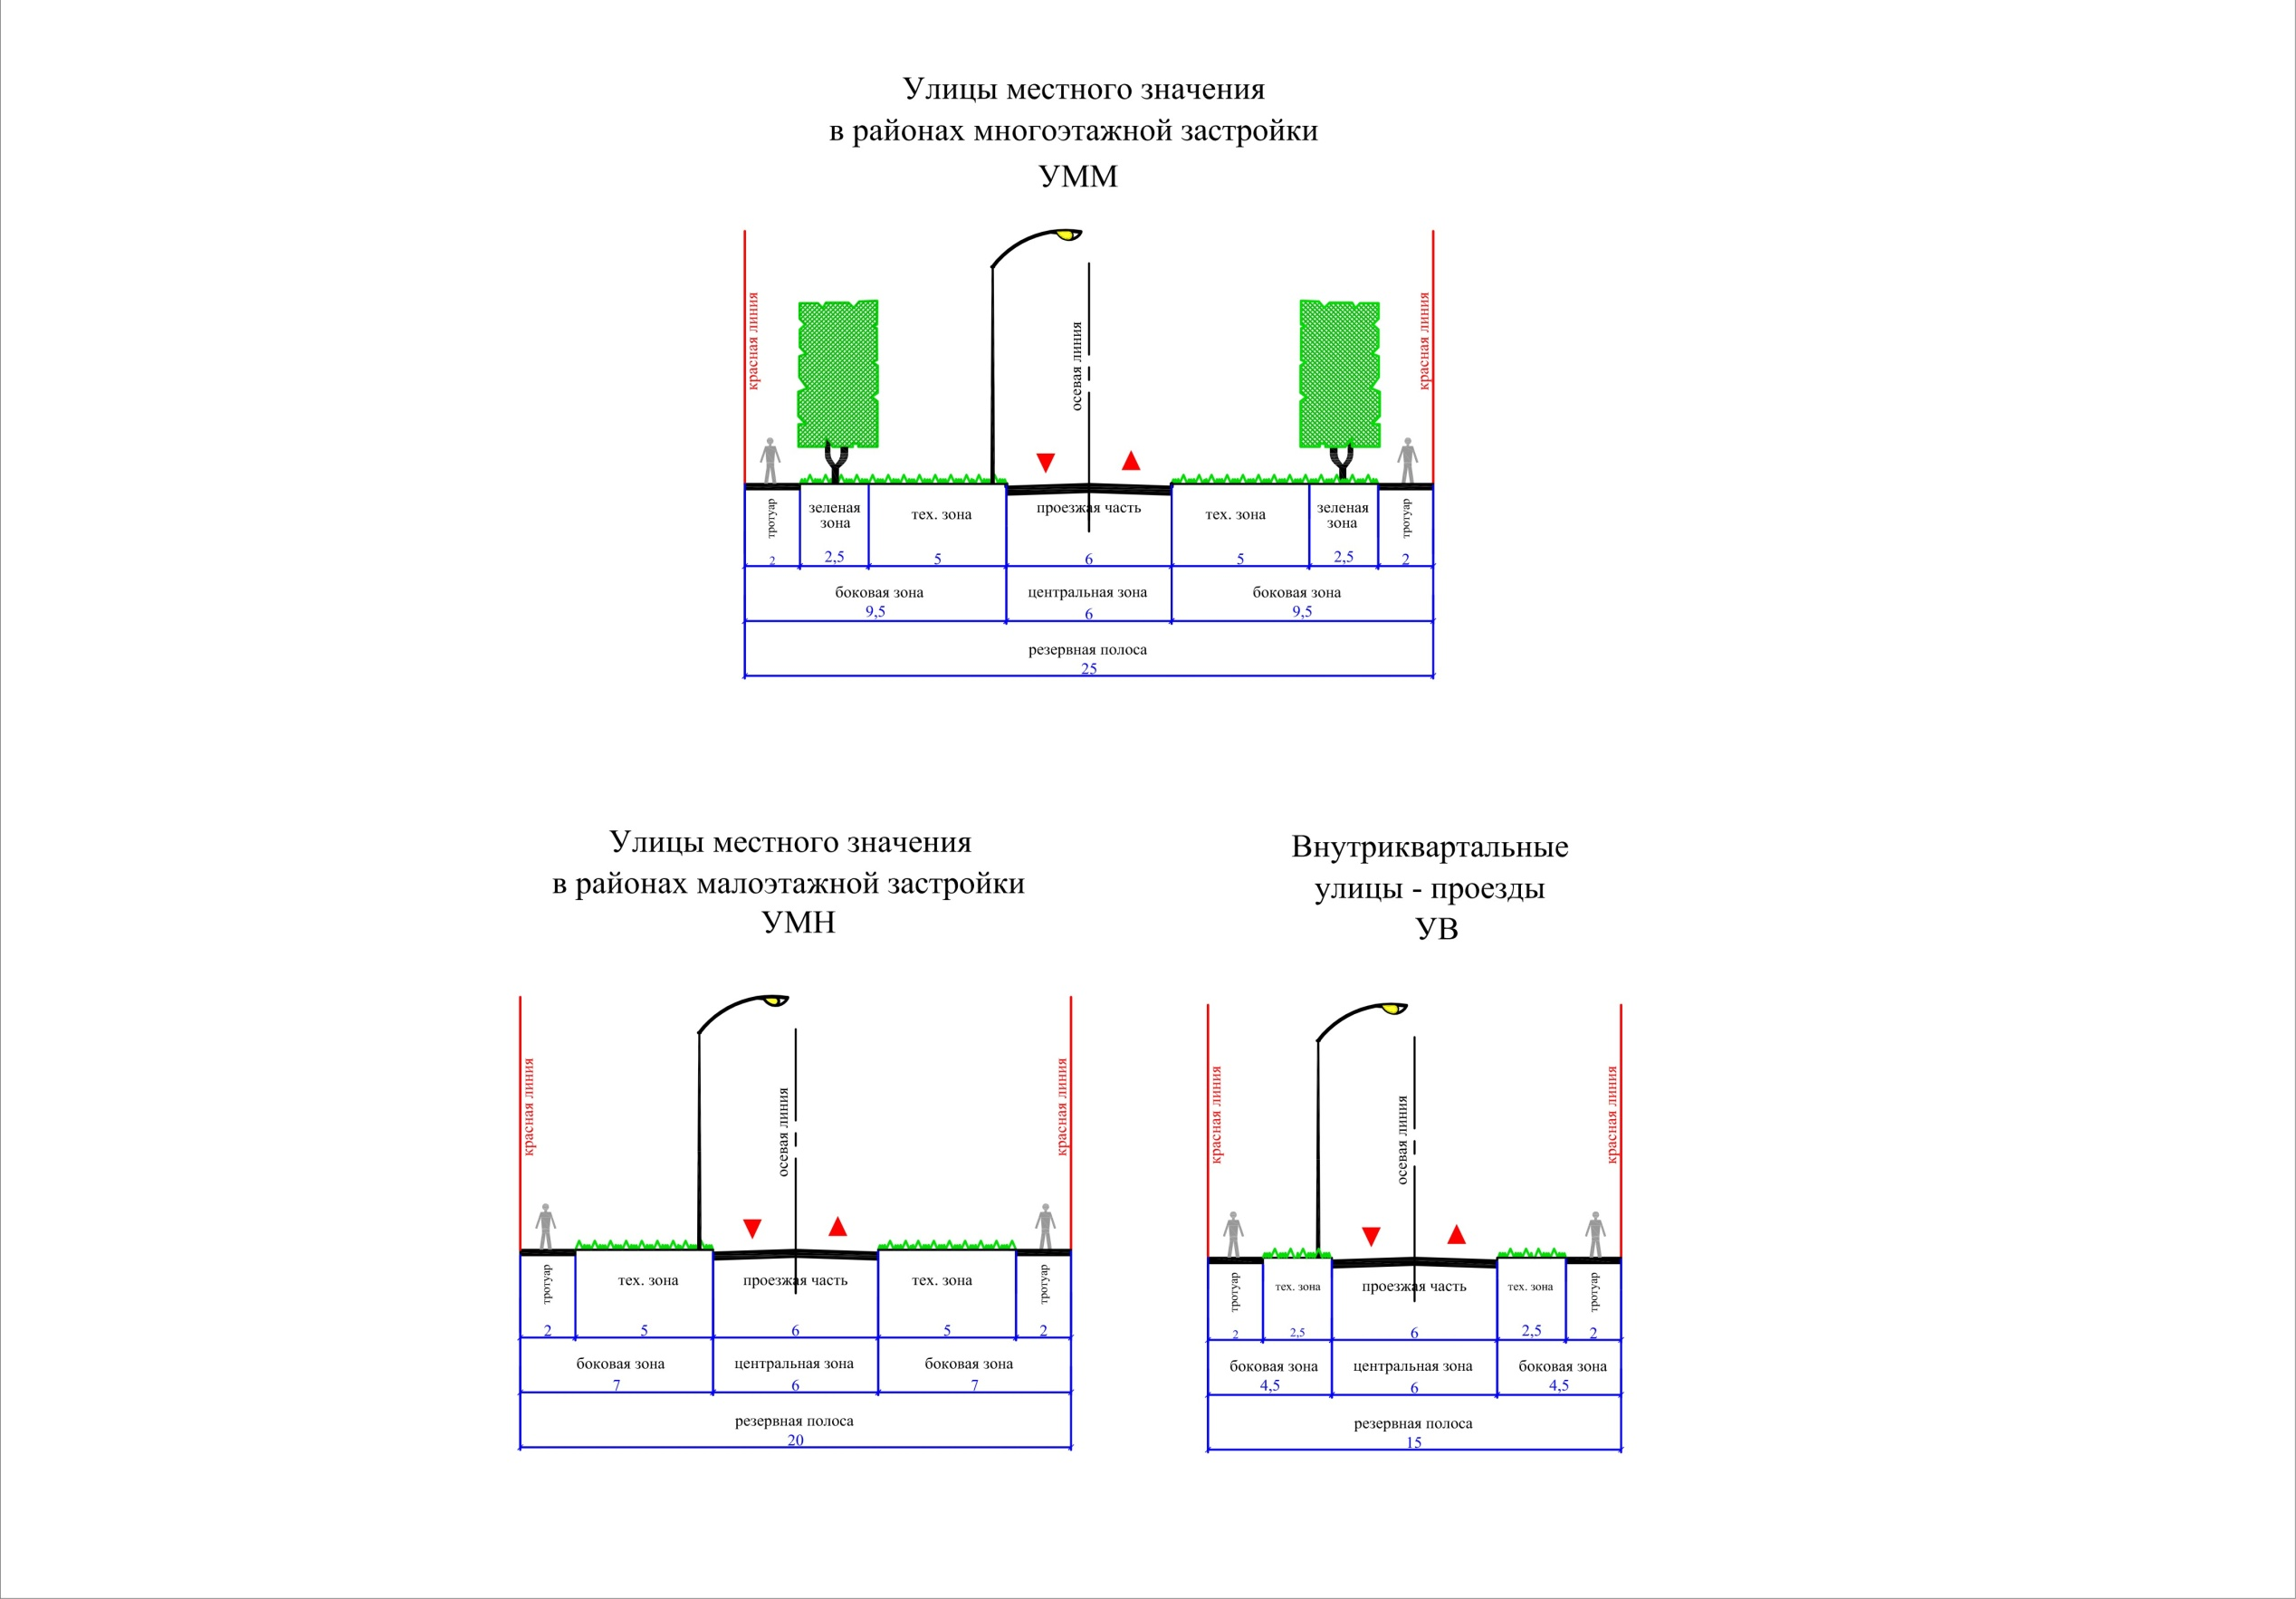 Улицы местного значения
в районах многоэтажной застройки
УММ
красная линия
осевая линия
красная линия
тротуар
зеленая
зона
тех. зона
проезжая часть
тех. зона
зеленая
зона
тротуар
2
2,5
5
6
5
2,5
2
боковая зона
центральная зона
боковая зона
9,5
6
9,5
резервная полоса
25
Улицы местного значения
в районах малоэтажной застройки
УМН
красная линия
осевая линия
красная линия
тротуар
тех. зона
проезжая часть
тех. зона
тротуар
2
5
6
5
2
боковая зона
центральная зона
боковая зона
7
6
7
резервная полоса
20
Внутриквартальные
улицы - проезды
УВ
красная линия
осевая линия
красная линия
тротуар
тех. зона
проезжая часть
тех. зона
тротуар
2
2,5
6
2,5
2
боковая зона
центральная зона
боковая зона
4,5
6
4,5
резервная полоса
15